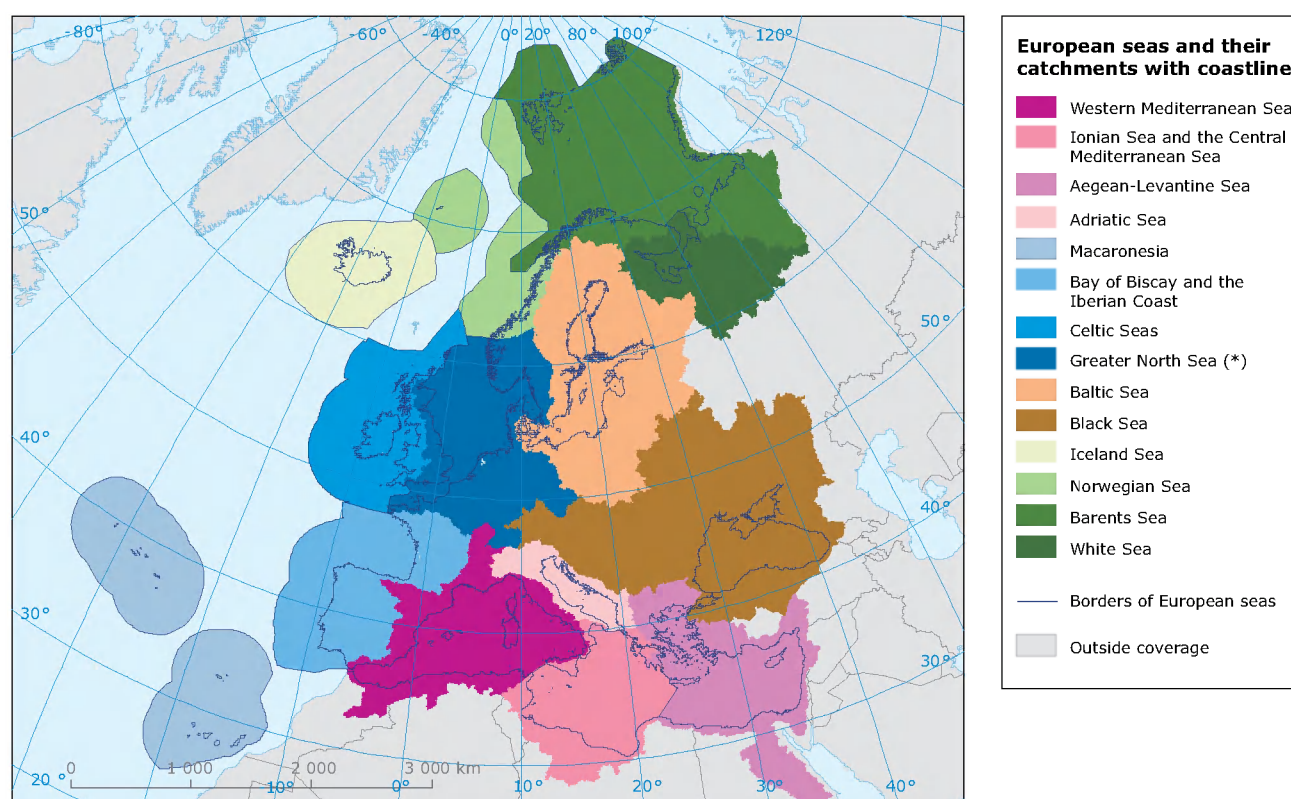 -80°
-60°
-40°
0°
20°
80°
100°
120°
50°
50°
40°
40°
30°
30°
20°
10°
0°
10°
20°
30°
40°
0
1 000
2 000
3 000 km
European seas and their
catchments with coastline
Western Mediterranean Sea
Ionian Sea and the Central
Mediterranean Sea
Aegean-Levantine Sea
Adriatic Sea
Macaronesia
Bay of Biscay and the
Iberian Coast
Celtic Seas
Greater North Sea (*)
Baltic Sea
Black Sea
Iceland Sea
Norwegian Sea
Barents Sea
White Sea
Borders of European seas
Outside coverage